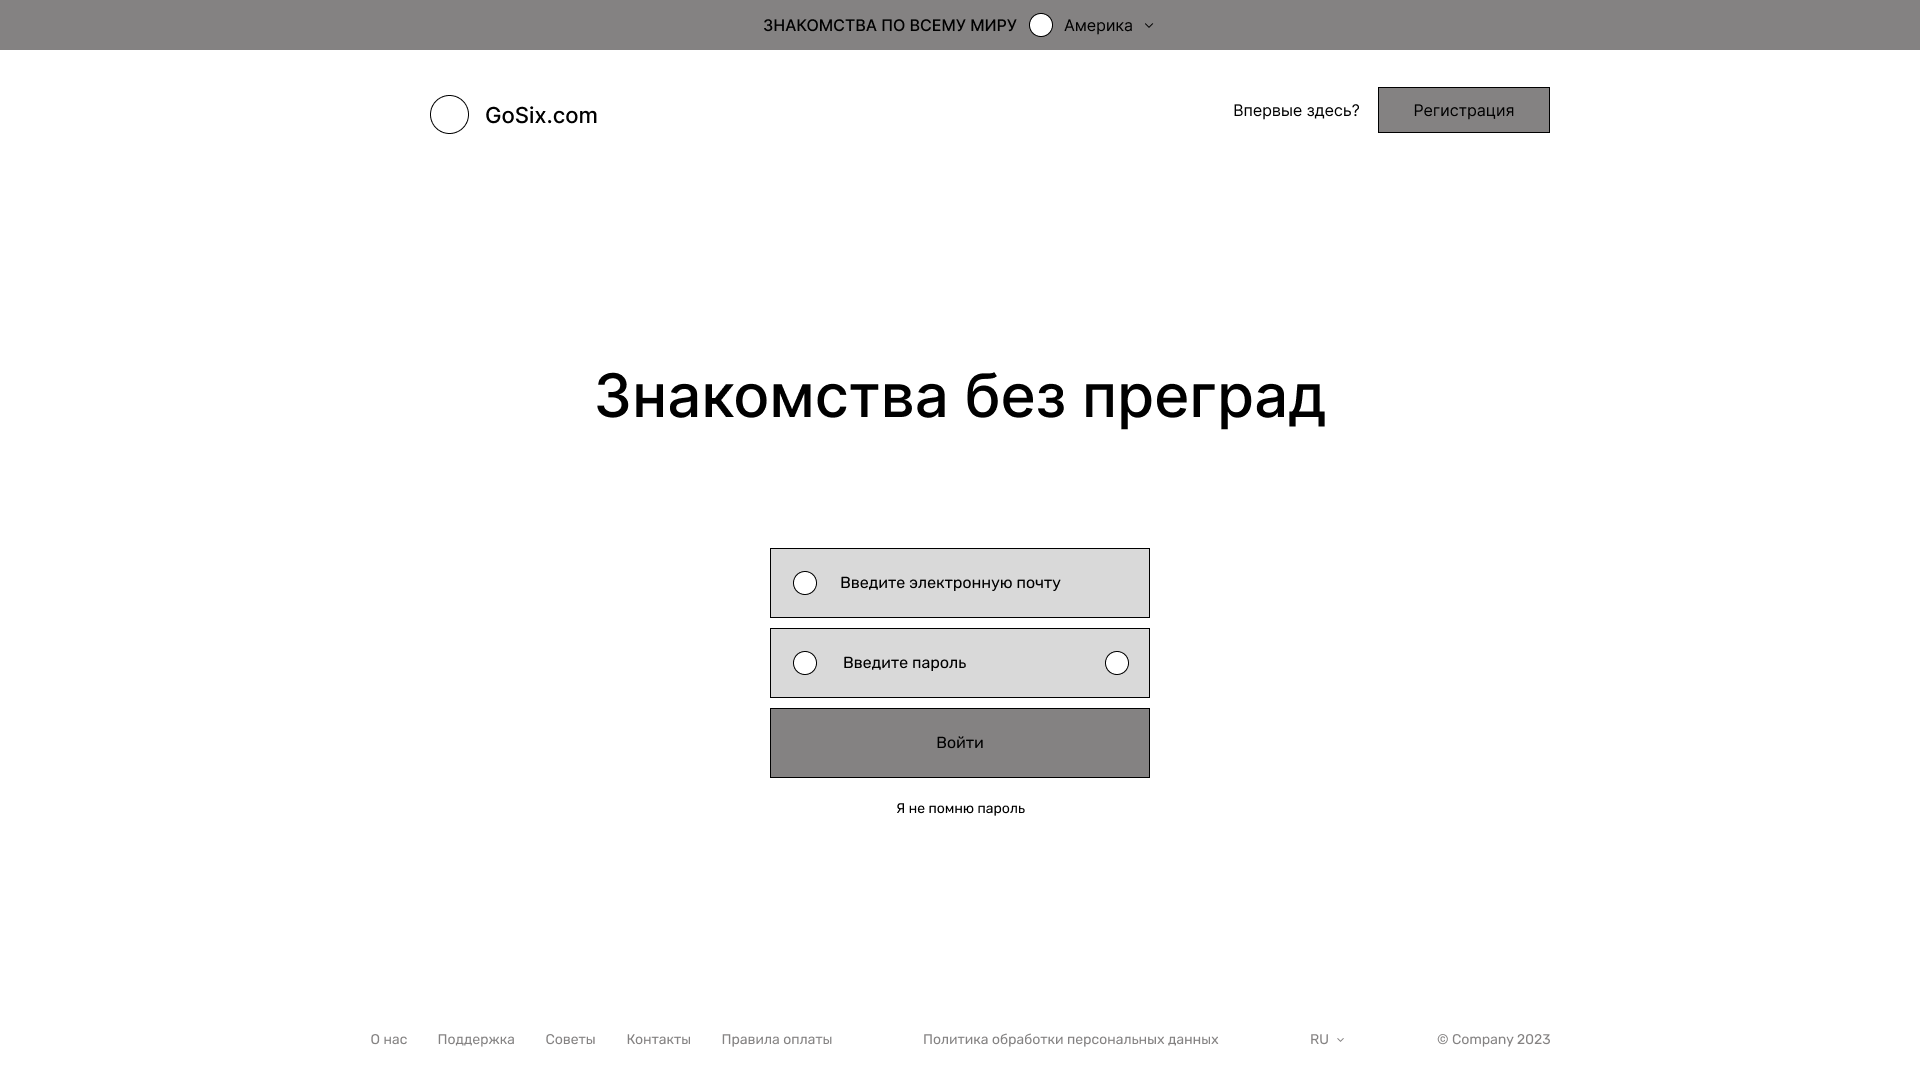 ЗНАКОМСТВА ПО ВСЕМУ МИРУ Америка
GoSix.com
Впервые здесь? Регистрация
Знакомства без преград
Введите электронную почту
Введите пароль
Войти
Я не помню пароль
О нас Поддержка Советы Контакты Правила оплаты Политика обработки персональных данных RU © Company 2023